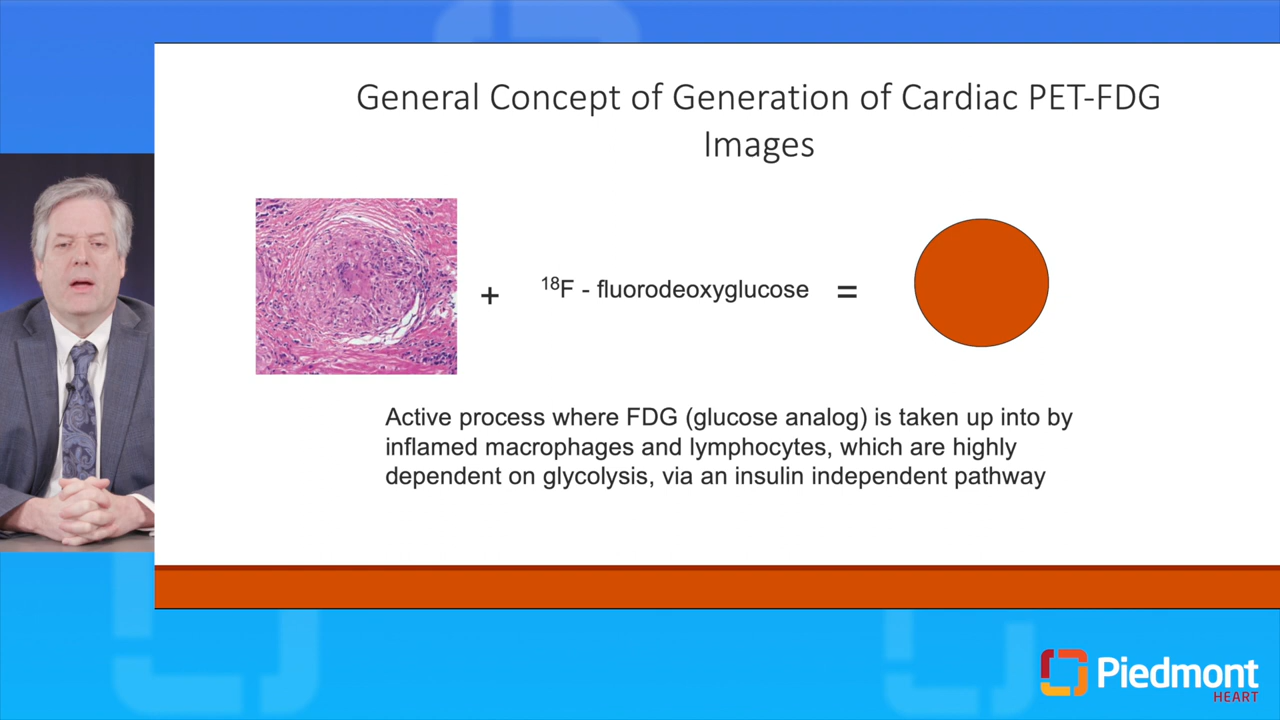 General Concept of Generation of Cardiac PET-FDG
Images
+ ¹⁸F - fluorodeoxyglucose =
Active process where FDG (glucose analog) is taken up into by
inflamed macrophages and lymphocytes, which are highly
dependent on glycolysis, via an insulin independent pathway
Piedmont
HEART